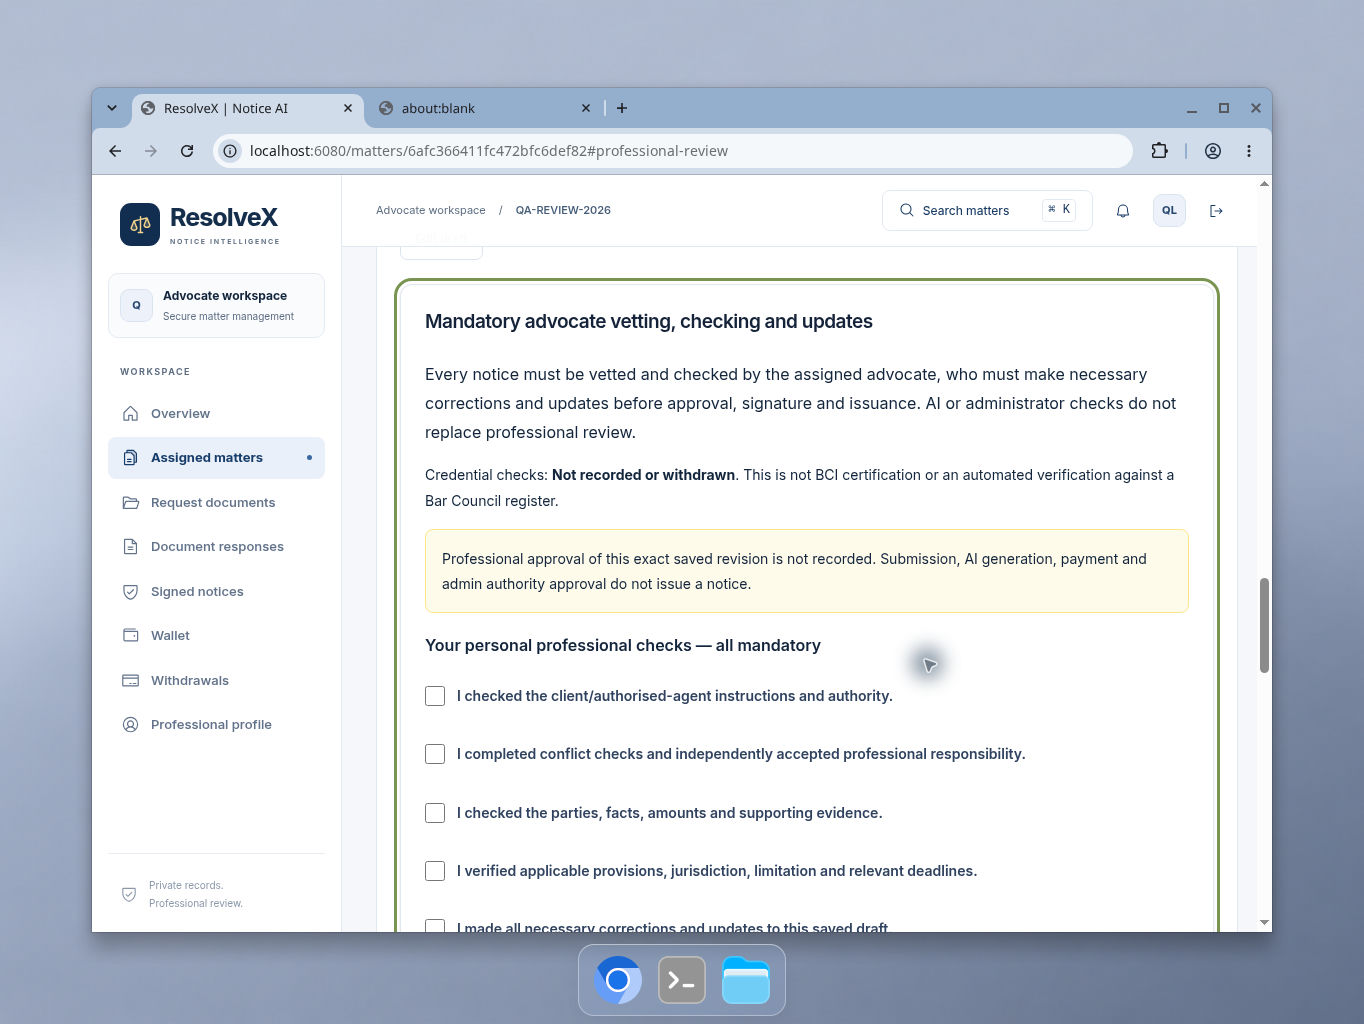 ResolveX | Notice AI
about:blank
localhost:6080/matters/6afc366411fc472bfc6def82#professional-review
ResolveX
NOTICE INTELLIGENCE
Q
Advocate workspace
Secure matter management
WORKSPACE
Overview
Assigned matters
Request documents
Document responses
Signed notices
Wallet
Withdrawals
Professional profile
Private records.
Professional review.
Advocate workspace / QA-REVIEW-2026
Search matters
⌘ K
QL
Mandatory advocate vetting, checking and updates
Every notice must be vetted and checked by the assigned advocate, who must make necessary
corrections and updates before approval, signature and issuance. AI or administrator checks do not
replace professional review.
Credential checks: Not recorded or withdrawn. This is not BCI certification or an automated verification against a
Bar Council register.
Professional approval of this exact saved revision is not recorded. Submission, AI generation, payment and
admin authority approval do not issue a notice.
Your personal professional checks — all mandatory
I checked the client/authorised-agent instructions and authority.
I completed conflict checks and independently accepted professional responsibility.
I checked the parties, facts, amounts and supporting evidence.
I verified applicable provisions, jurisdiction, limitation and relevant deadlines.
I made all necessary corrections and updates to this saved draft.